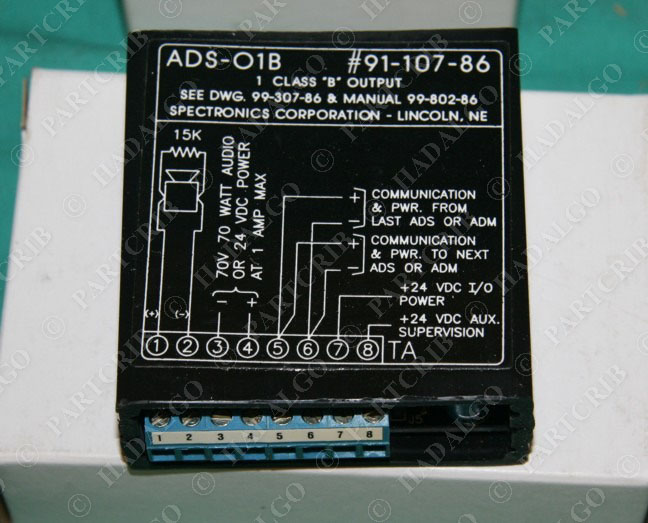 ADS-01B #91-107-86
1 CLASS "B" OUTPUT
SEE DWG. 99-307-86 & MANUAL 99-802-86
SPECTRONICS CORPORATION - LINCOLN, NE
15K
70V 70 WATT AUDIO
OR 24 VDC POWER
AT 1 AMP MAX
+ COMMUNICATION
& PWR. FROM
- LAST ADS OR ADM
+ COMMUNICATION
& PWR. TO NEXT
- ADS OR ADM
+24 VDC I/O
POWER
+24 VDC AUX.
SUPERVISION
(+) (-) - +
1 2 3 4 5 6 7 8 TA
1 2 3 4 5 6 7 8
© PARTCRIB
© HADALGO